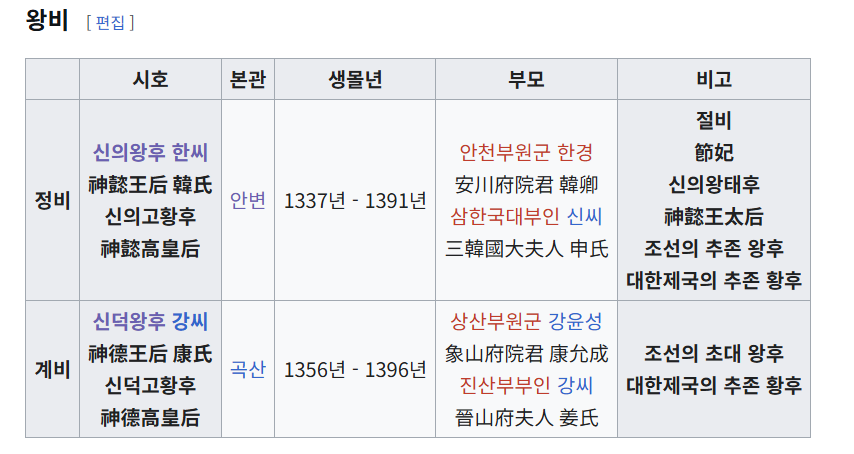 왕비 [ 편집 ]
시호 본관 생몰년 부모 비고
정비
신의왕후 한씨
神懿王后 韓氏
신의고황후
神懿高皇后
안변
1337년 - 1391년
안천부원군 한경
安川府院君 韓卿
삼한국대부인 신씨
三韓國大夫人 申氏
절비
節妃
신의왕태후
神懿王太后
조선의 추존 왕후
대한제국의 추존 황후
계비
신덕왕후 강씨
神德王后 康氏
신덕고황후
神德高皇后
곡산
1356년 - 1396년
상산부원군 강윤성
象山府院君 康允成
진산부부인 강씨
晉山府夫人 姜氏
조선의 초대 왕후
대한제국의 추존 황후